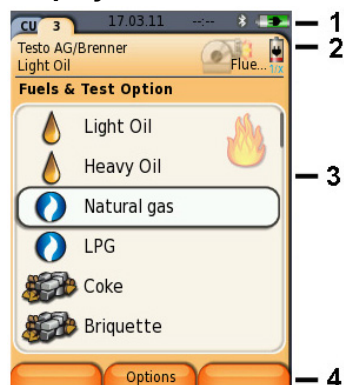 CU 3 17.03.11 --:-- 1
Testo AG/Brenner 2
Light Oil Flue... 1/x
Fuels & Test Option
Light Oil
Heavy Oil
3
Natural gas
LPG
Coke
Briquette
Options 4